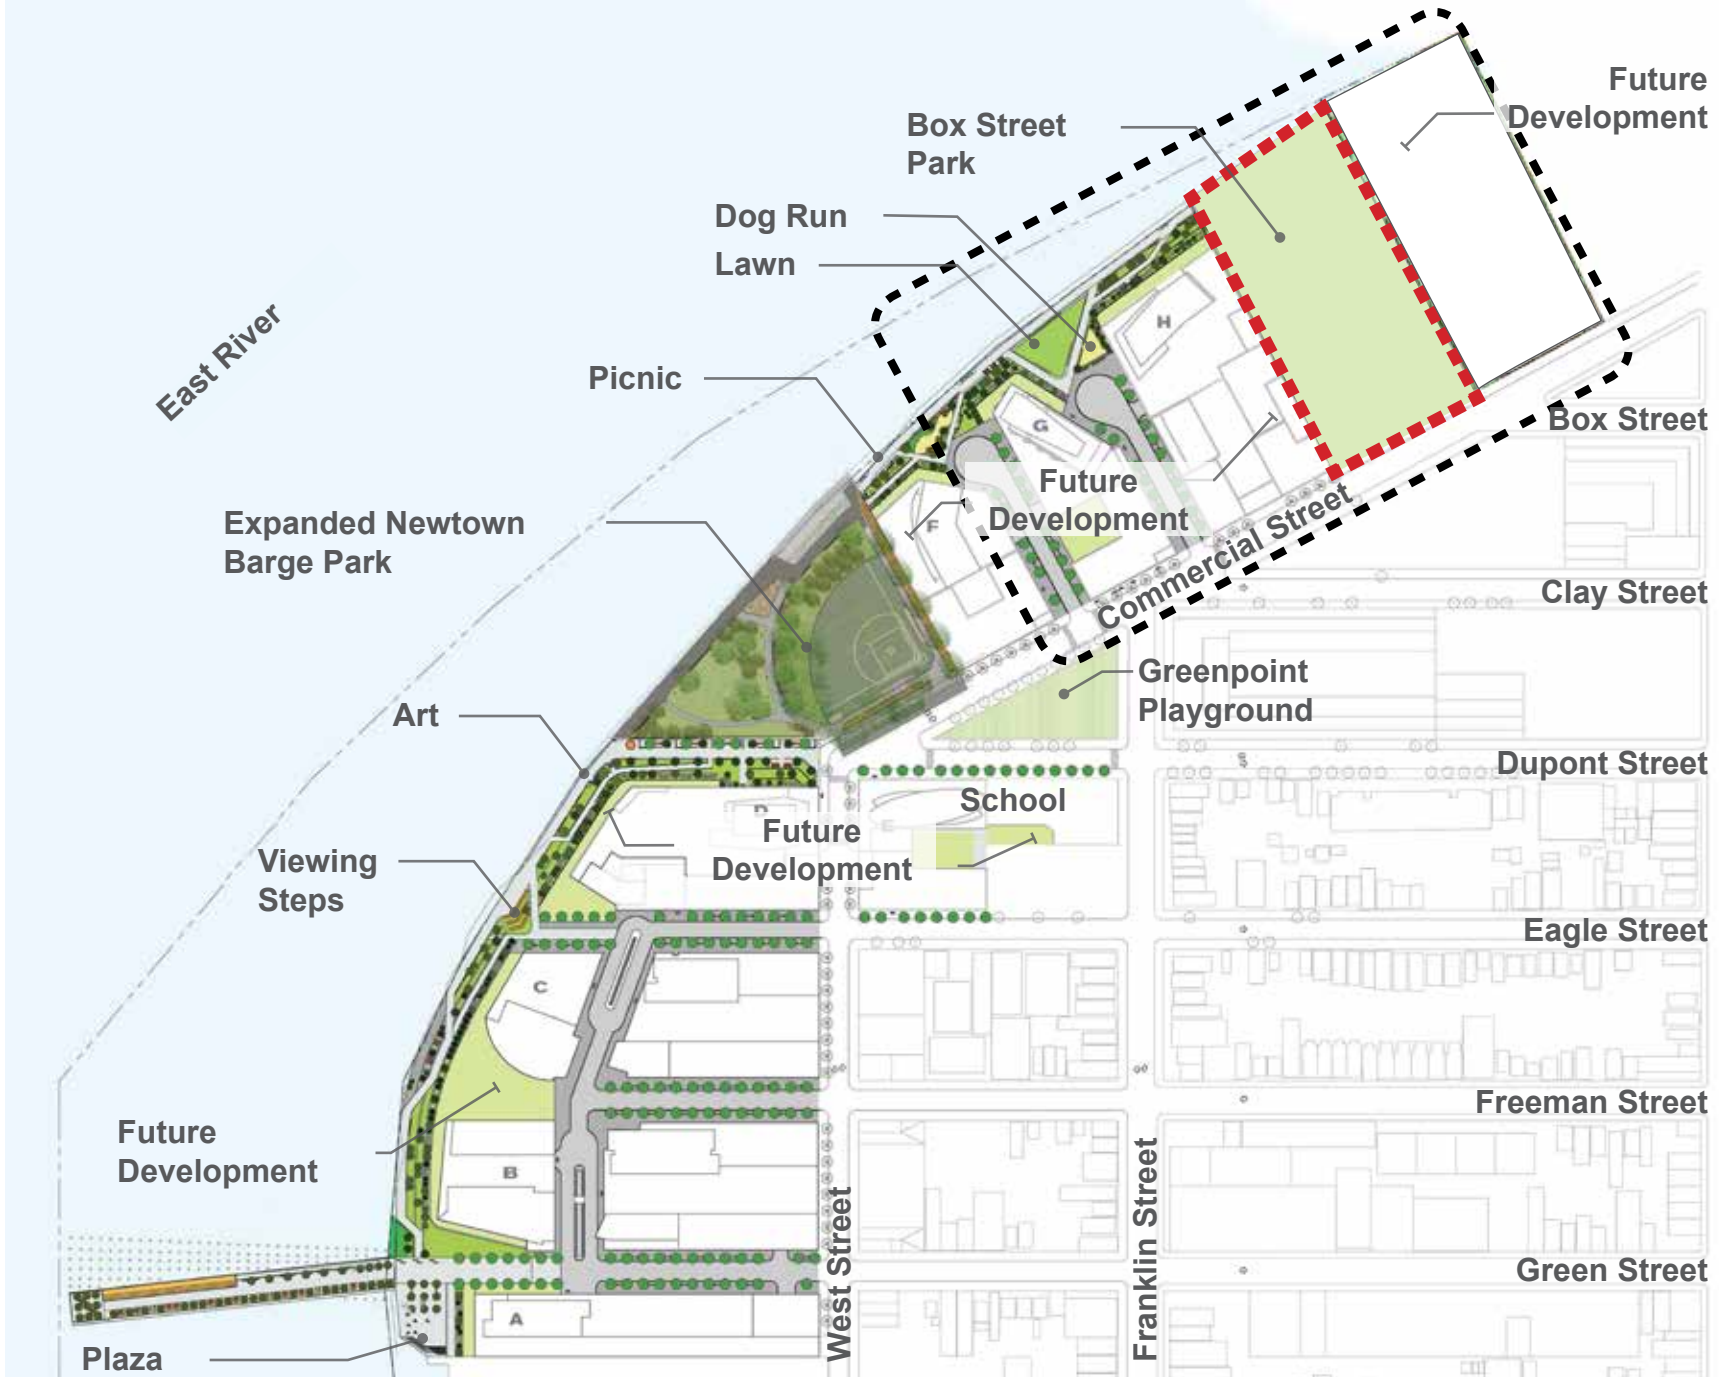 Future
Development
Box Street
Park
Dog Run
Lawn
H
East River
Picnic
Box Street
G
Future
Development
Expanded Newtown
Barge Park
F
Commercial Street
Clay Street
Greenpoint
Playground
Art
Dupont Street
School
D
E
Future
Development
Viewing
Steps
Eagle Street
C
Freeman Street
Future
Development
B
West Street
Franklin Street
Green Street
A
Plaza